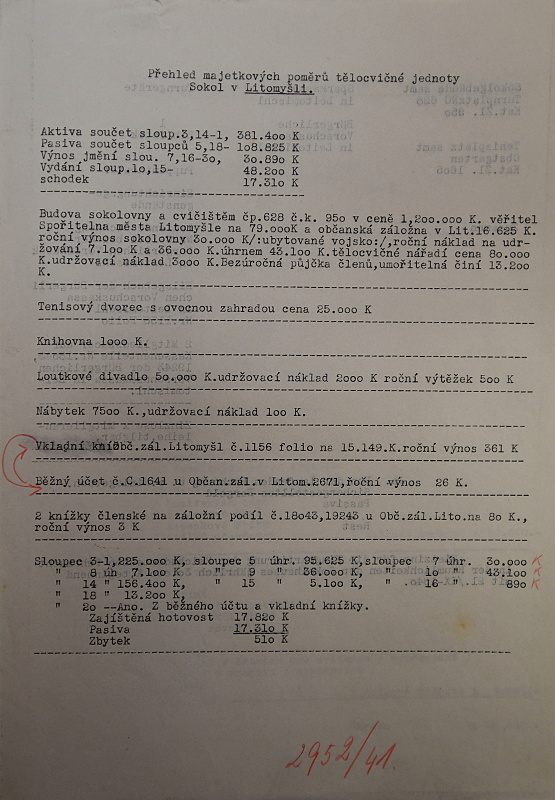 Přehled majetkových poměrů tělocvičné jednoty
Sokol v Litomyšli.
Aktiva součet sloup.3,14-1, 381.4oo K
Pasiva součet sloupců 5,18- 1o8.825 K
Výnos jmění slou. 7,16-3o, 3o.89o K
Vydání sloup.1o,15- 48.2oo K
schodek 17.31o K
Budova sokolovny a cvičištěm čp.628 č.k. 95o v ceně 1,2oo.ooo K. věřitel
Spořitelna města Litomyšle na 79.oooK a občanská záložna v Lit.16.625 K.
roční výnos sokolovny 3o.ooo K/:ubytované vojsko:/,roční náklad na udr-
žování 7.1oo K a 36.ooo K.úhrnem 43.1oo K.tělocvičné nářadí cena 8o.ooo
K.udržovací náklad 3ooo K.Bezúročná půjčka členů,umořitelná činí 13.2oo
K.
Tenisový dvorec s ovocnou zahradou cena 25.ooo K
Knihovna 1ooo K.
Loutkové divadlo 5o.ooo K.udržovací náklad 2ooo K roční výtěžek 5oo K
Nábytek 75oo K.,udržovací náklad 1oo K.
Vkladní kní Obč.zál.Litomyšl č.1156 folio na 15.149.K.roční výnos 361 K
Běžný účet č.C.1641 u Občan.zál.v Litom.2671,roční výnos 26 K.
2 knížky členské na záložní podíl č.18o43,19243 u Obč.zál.Lito.na 8o K.,
roční výnos 3 K
Sloupec 3-1,225.ooo K, sloupec 5 úhr. 95.625 K,sloupec 7 úhr. 3o.ooo K
" 8 úh 7.1oo K, " 9 " 36.ooo K, " 1o " 43.1oo K
" 14 " 156.4oo K, " 15 " 5.1oo K, " 16 " 89o K
" 18 " 13.2oo K,
" 2o --Ano. Z běžného účtu a vkladní knížky.
Zajištěná hotovost 17.82o K
Pasiva 17.31o K
Zbytek 51o K
2952/41.